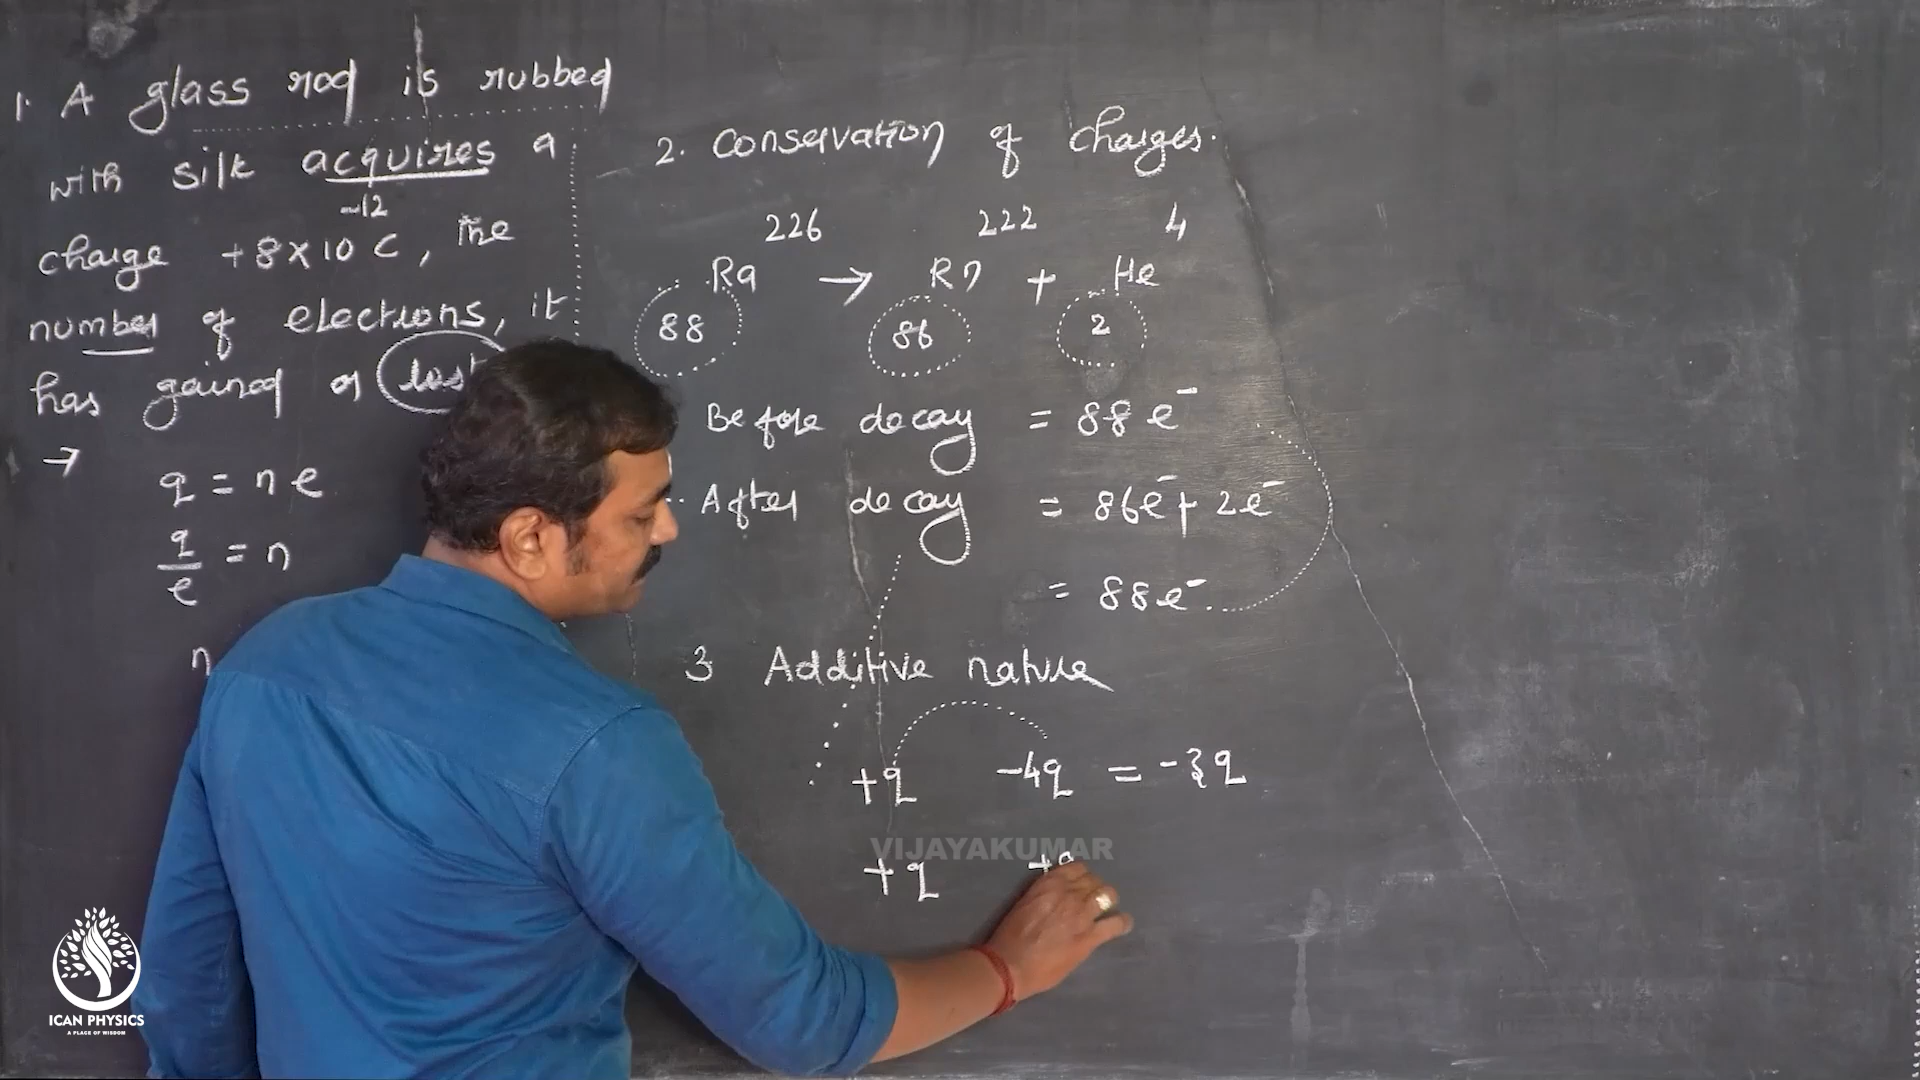 1. A glass rod is rubbed
with silk acquires a
charge +8×10⁻¹² C, the
number of electrons, it
has gained or lost
→
q = ne
q/e = n
n
2. Conservation of charges.
226 222 4
Ra → Rn + He
88 86 2
Before decay = 88e⁻
After decay = 86e⁻ + 2e⁻
= 88e⁻
3 Additive nature
+q -4q = -3q
VIJAYAKUMAR
+q
ICAN PHYSICS
A PLACE OF WISDOM